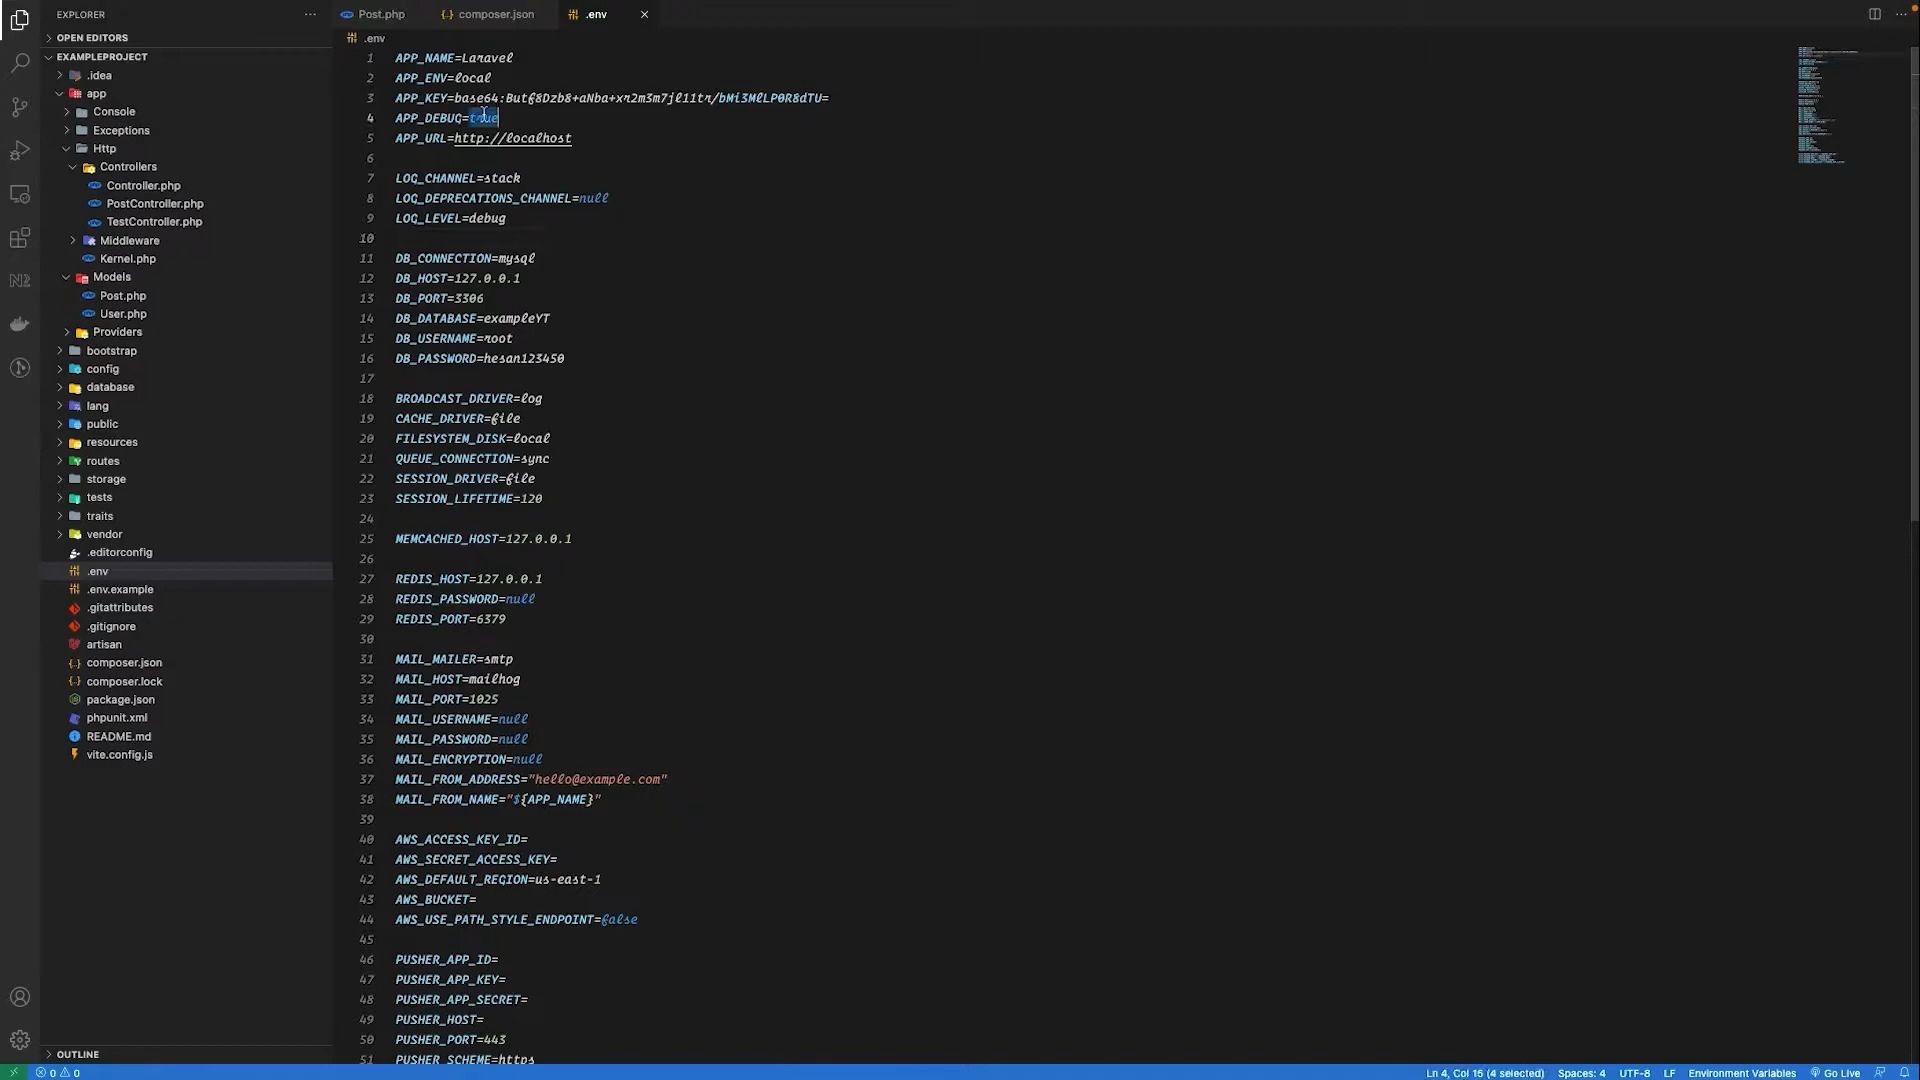 EXPLORER
OPEN EDITORS
EXAMPLEPROJECT
.idea
app
Console
Exceptions
Http
Controllers
Controller.php
PostController.php
TestController.php
Middleware
Kernel.php
Models
Post.php
User.php
Providers
bootstrap
config
database
lang
public
resources
routes
storage
tests
traits
vendor
.editorconfig
.env
.env.example
.gitattributes
.gitignore
artisan
composer.json
composer.lock
package.json
phpunit.xml
README.md
vite.config.js
OUTLINE
Post.php
composer.json
.env
.env
1 APP_NAME=Laravel
2 APP_ENV=local
3 APP_KEY=base64:Butf8Dzb8+aNba+xr2m3m7jl11tr/bMi3MlLP0R8dTU=
4 APP_DEBUG=true
5 APP_URL=http://localhost
6
7 LOG_CHANNEL=stack
8 LOG_DEPRECATIONS_CHANNEL=null
9 LOG_LEVEL=debug
10
11 DB_CONNECTION=mysql
12 DB_HOST=127.0.0.1
13 DB_PORT=3306
14 DB_DATABASE=exampleYT
15 DB_USERNAME=root
16 DB_PASSWORD=hesan123450
17
18 BROADCAST_DRIVER=log
19 CACHE_DRIVER=file
20 FILESYSTEM_DISK=local
21 QUEUE_CONNECTION=sync
22 SESSION_DRIVER=file
23 SESSION_LIFETIME=120
24
25 MEMCACHED_HOST=127.0.0.1
26
27 REDIS_HOST=127.0.0.1
28 REDIS_PASSWORD=null
29 REDIS_PORT=6379
30
31 MAIL_MAILER=smtp
32 MAIL_HOST=mailhog
33 MAIL_PORT=1025
34 MAIL_USERNAME=null
35 MAIL_PASSWORD=null
36 MAIL_ENCRYPTION=null
37 MAIL_FROM_ADDRESS="hello@example.com"
38 MAIL_FROM_NAME="${APP_NAME}"
39
40 AWS_ACCESS_KEY_ID=
41 AWS_SECRET_ACCESS_KEY=
42 AWS_DEFAULT_REGION=us-east-1
43 AWS_BUCKET=
44 AWS_USE_PATH_STYLE_ENDPOINT=false
45
46 PUSHER_APP_ID=
47 PUSHER_APP_KEY=
48 PUSHER_APP_SECRET=
49 PUSHER_HOST=
50 PUSHER_PORT=443
51 PUSHER_SCHEME=https
0 0 Ln 4, Col 15 (4 selected) Spaces: 4 UTF-8 LF Environment Variables Go Live